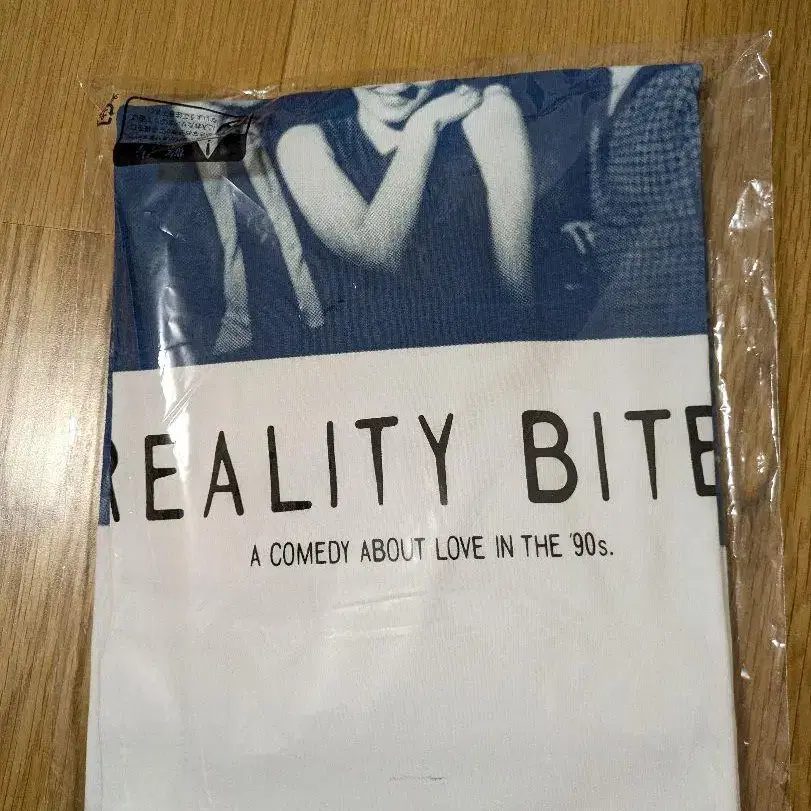 REALITY BITE
A COMEDY ABOUT LOVE IN THE '90s.